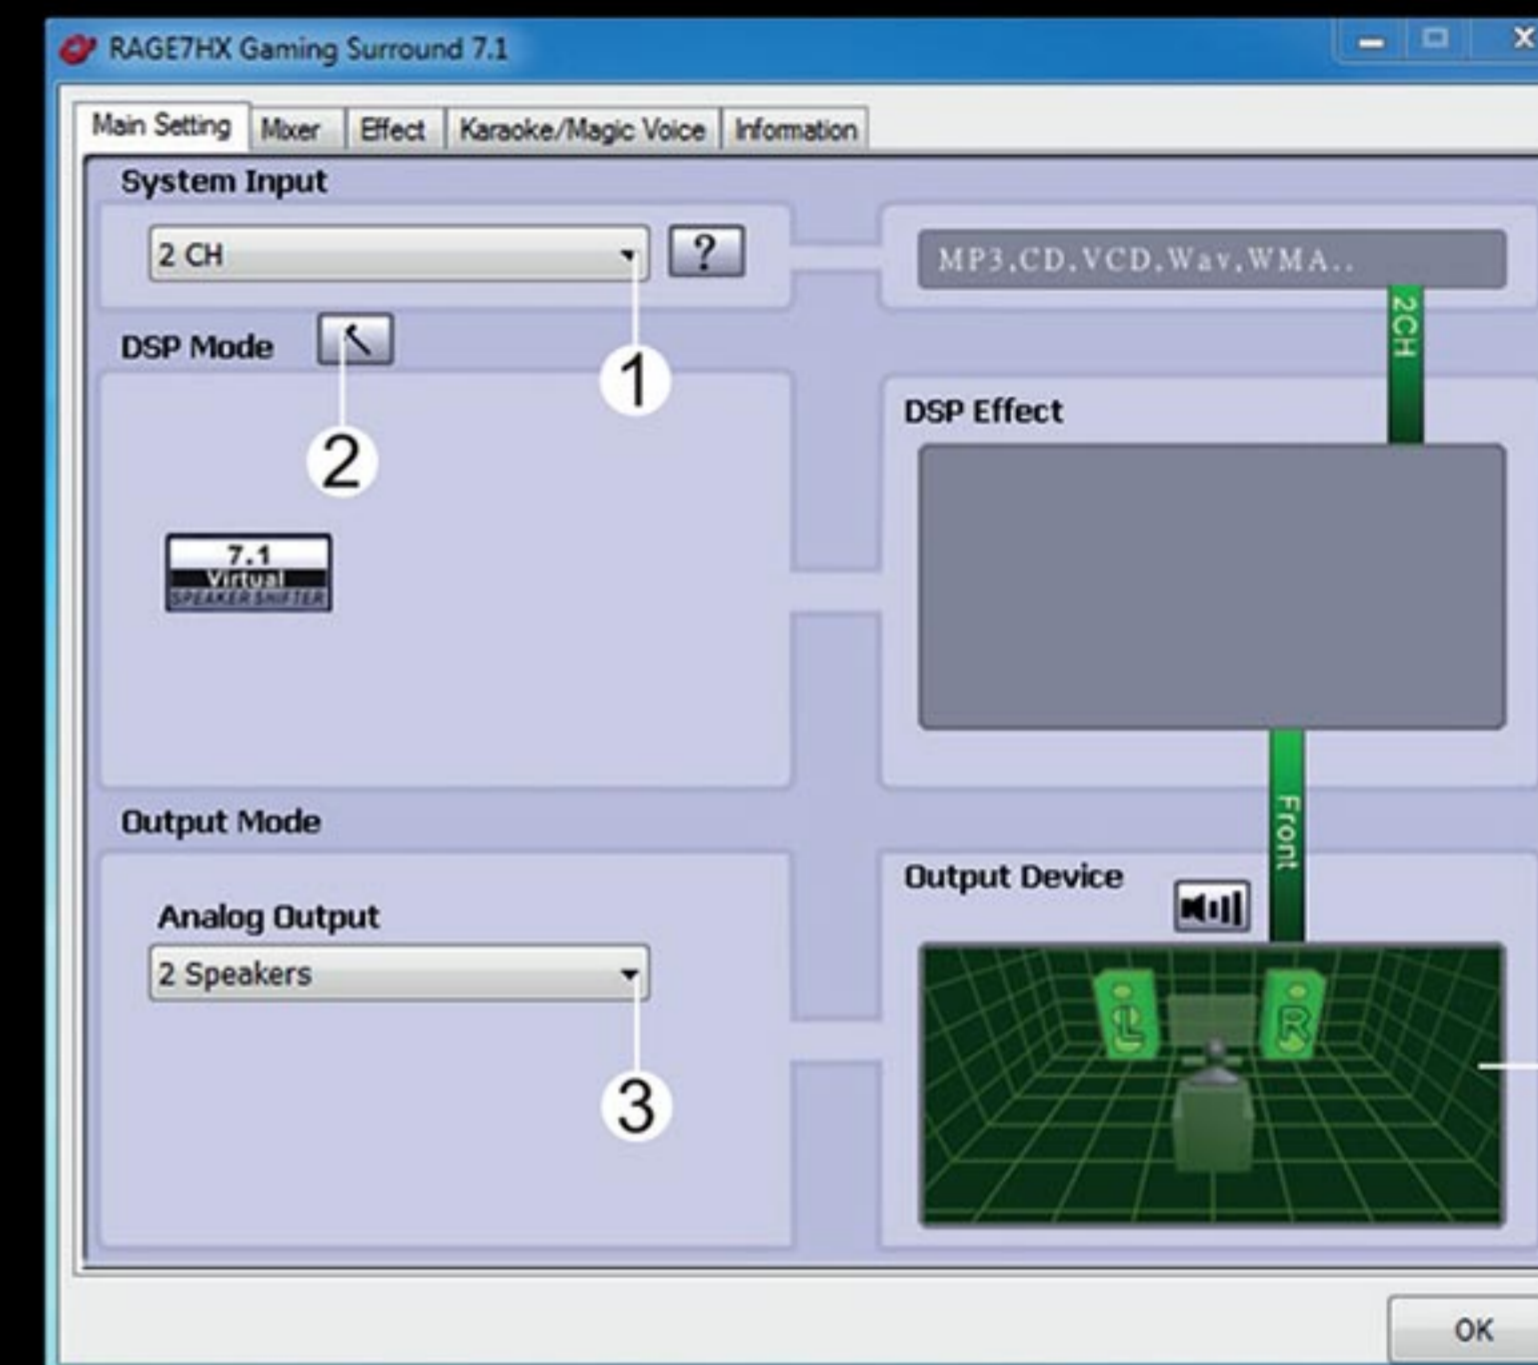 RAGE7HX Gaming Surround 7.1
Main Setting Mixer Effect Karaoke/Magic Voice Information
System Input
2 CH ?
MP3,CD,VCD,Wav,WMA..
2CH
DSP Mode
1
2
DSP Effect
7.1
Virtual
SPEAKER SHIFTER
Front
Output Mode
Output Device
Analog Output
2 Speakers
L R
3
OK